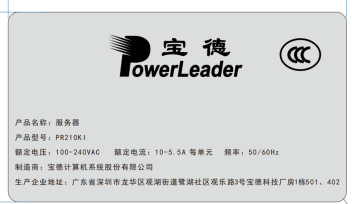 宝德
PowerLeader
CCC
产品名称：服务器
产品型号：PR210KI
额定电压：100-240VAC 额定电流：10-5.5A 每单元 频率：50/60Hz
制造商：宝德计算机系统股份有限公司
生产企业地址：广东省深圳市龙华区观湖街道鹭湖社区观乐路3号宝德科技厂房1栋501、402